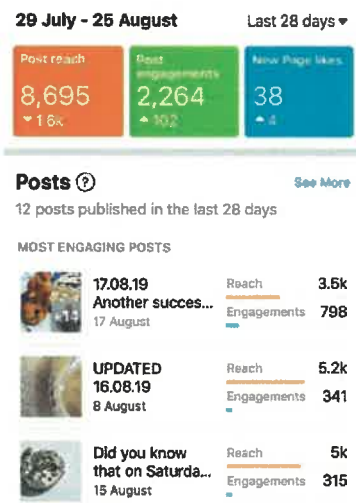 29 July - 25 August Last 28 days ▾
Post reach Post engagements New Page likes
8,695 2,264 38
▾ 1.6k ▴ 102 ▴ 4
Posts ? See More
12 posts published in the last 28 days
MOST ENGAGING POSTS
17.08.19 Reach 3.5k
Another succes... Engagements 798
17 August
+14
UPDATED Reach 5.2k
16.08.19 Engagements 341
8 August
Did you know Reach 5k
that on Saturda... Engagements 315
15 August